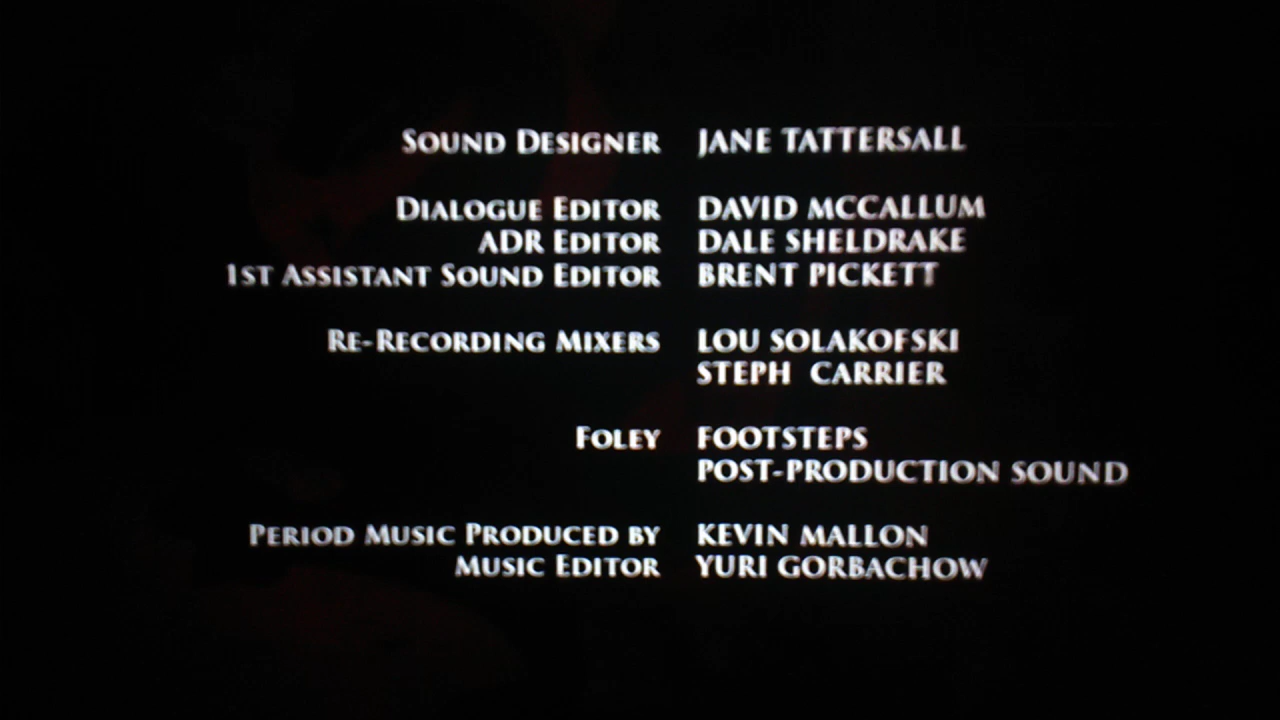 Sound Designer JANE TATTERSALL
Dialogue Editor DAVID MCCALLUM
ADR Editor DALE SHELDRAKE
1st Assistant Sound Editor BRENT PICKETT
Re-Recording Mixers LOU SOLAKOFSKI
STEPH CARRIER
Foley FOOTSTEPS
POST-PRODUCTION SOUND
Period Music Produced by KEVIN MALLON
Music Editor YURI GORBACHOW